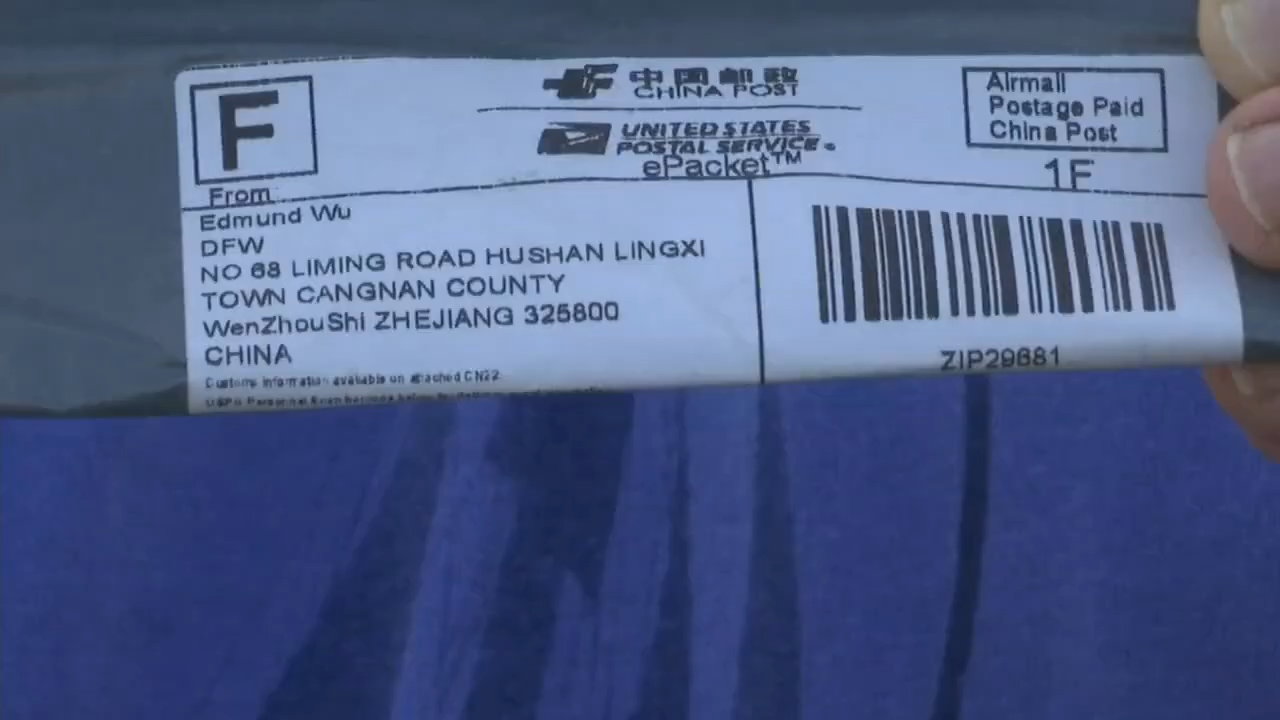 F
中国邮政
CHINA POST
UNITED STATES
POSTAL SERVICE
ePacket™
Airmail
Postage Paid
China Post
1F
From
Edmund Wu
DFW
NO 68 LIMING ROAD HUSHAN LINGXI
TOWN CANGNAN COUNTY
WenZhouShi ZHEJIANG 325800
CHINA
Customs information available on attached CN22
ZIP29681